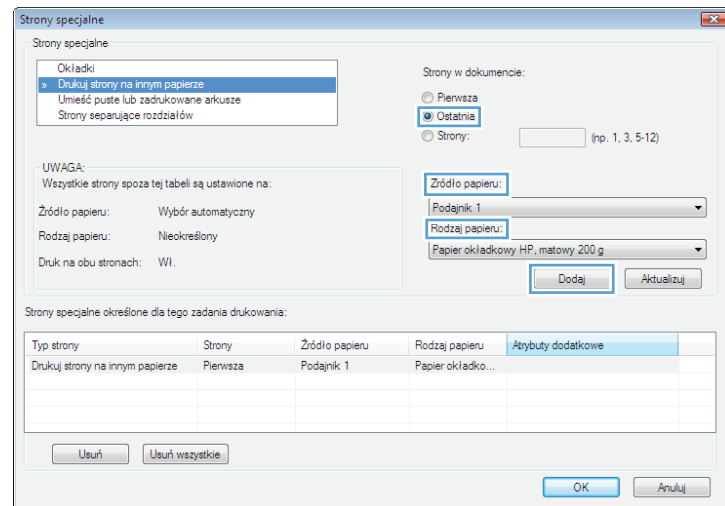 Strony specjalne
Strony specjalne
Okładki
» Drukuj strony na innym papierze
Umieść puste lub zadrukowane arkusze
Strony separujące rozdziałów
Strony w dokumencie:
Pierwsza
Ostatnia
Strony: (np. 1, 3, 5-12)
UWAGA:
Wszystkie strony spoza tej tabeli są ustawione na:
Źródło papieru: Wybór automatyczny
Rodzaj papieru: Nieokreślony
Druk na obu stronach: Wł.
Źródło papieru:
Podajnik 1
Rodzaj papieru:
Papier okładkowy HP, matowy 200 g
Dodaj Aktualizuj
Strony specjalne określone dla tego zadania drukowania:
Typ strony Strony Źródło papieru Rodzaj papieru Atrybuty dodatkowe
Drukuj strony na innym papierze Pierwsza Podajnik 1 Papier okładko...
Usuń Usuń wszystkie
OK Anuluj